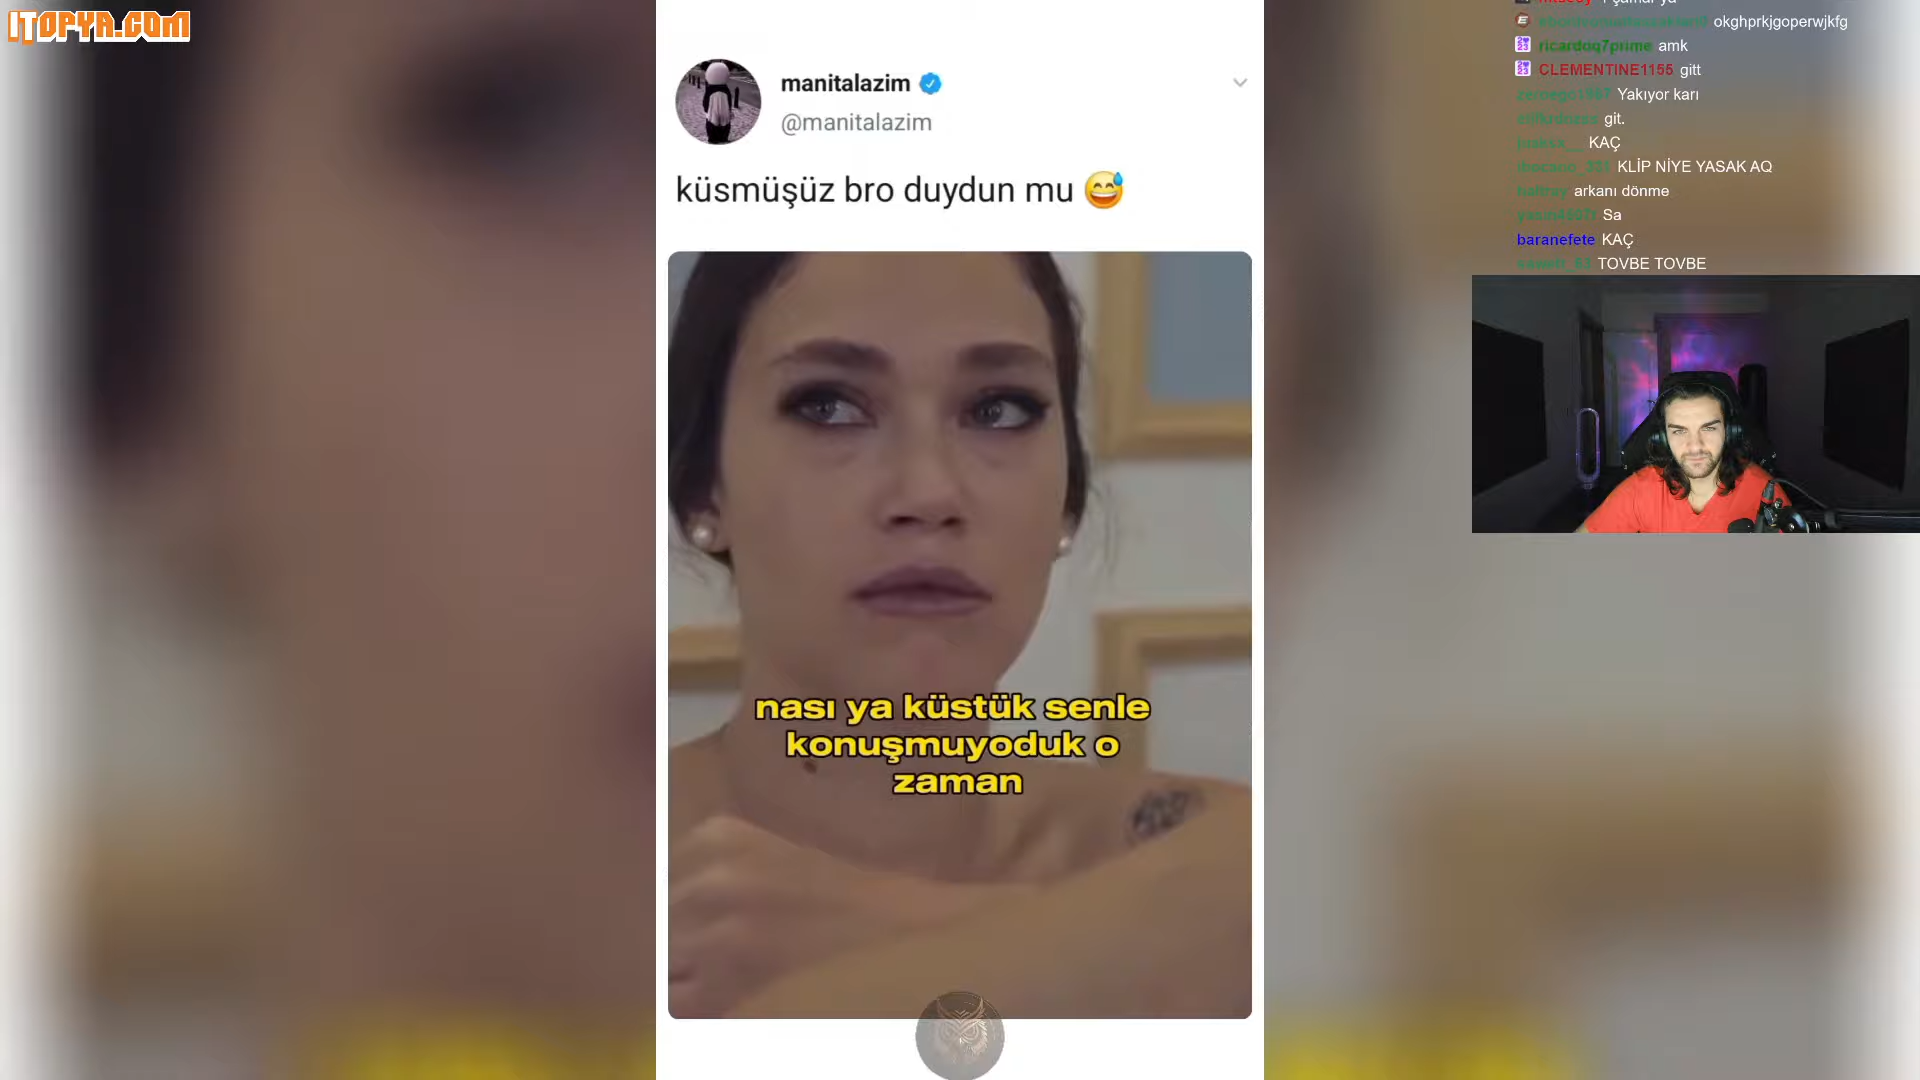 ITOPYA.COM
manitalazim
@manitalazim
küsmüşüz bro duydun mu 😅
nası ya küstük senle
konuşmuyoduk o
zaman
okghprkjgoperwjkfg
ricardoq7prime amk
CLEMENTINE1155 gitt
Yakıyor karı
git.
KAÇ
KLİP NİYE YASAK AQ
arkanı dönme
Sa
baranefete KAÇ
TOVBE TOVBE